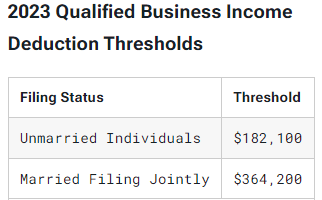 2023 Qualified Business Income
Deduction Thresholds
Filing Status Threshold
Unmarried Individuals $182,100
Married Filing Jointly $364,200